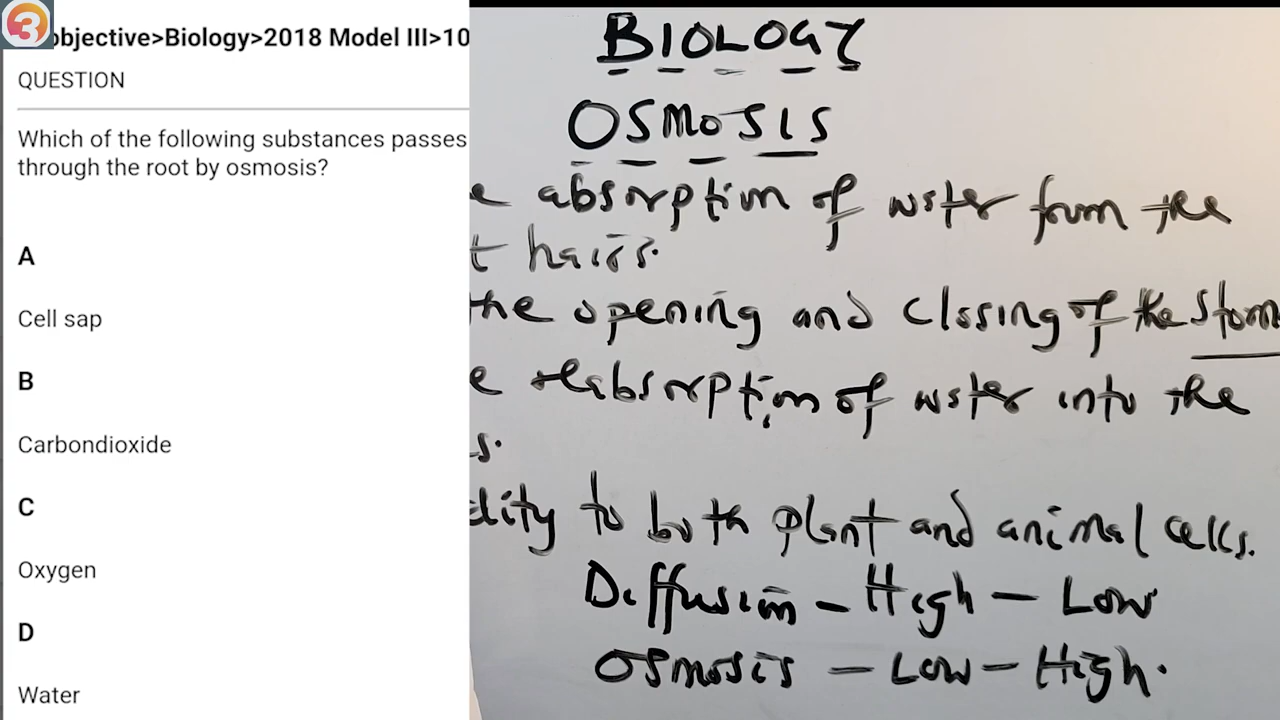 3
objective>Biology>2018 Model III>10
QUESTION
Which of the following substances passes
through the root by osmosis?
A
Cell sap
B
Carbondioxide
C
Oxygen
D
Water
BIOLOGY
OSMOSIS
absorption of water from the
hairs.
the opening and closing of the Stom
reabsorption of water into the
s.
dity to both plant and animal cells.
Diffusion - High - Low
Osmosis - Low - High.